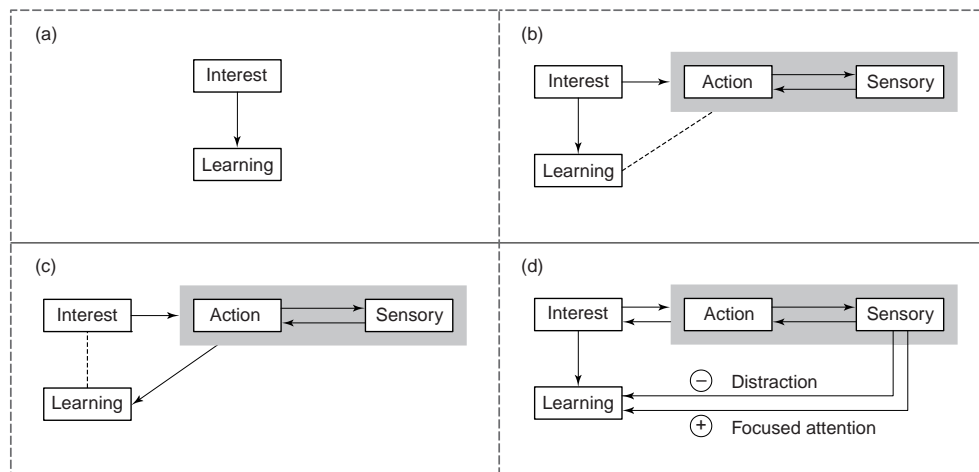 (a)
Interest
Learning
(b)
Interest
Action
Sensory
Learning
(c)
Interest
Action
Sensory
Learning
(d)
Interest
Action
Sensory
Learning
− Distraction
+ Focused attention